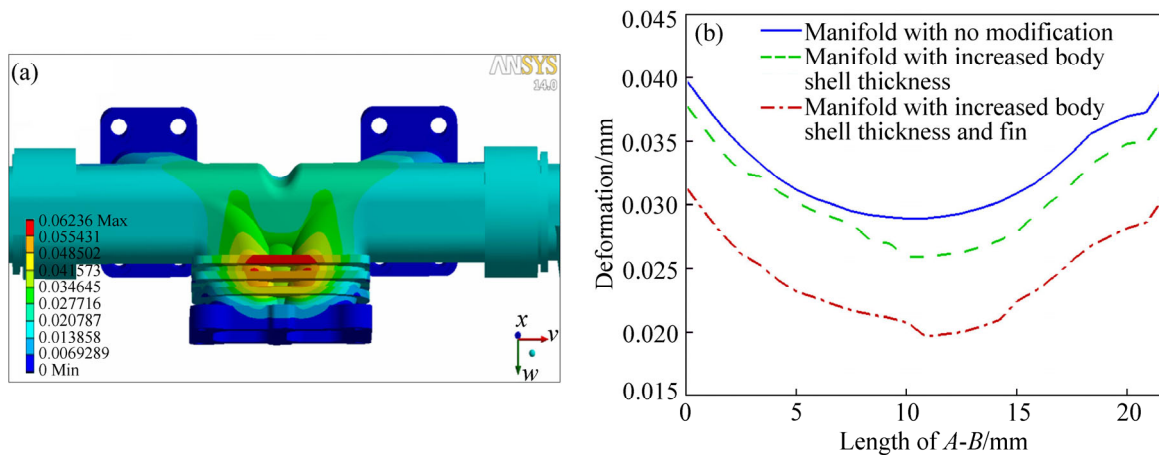 (a)
ANSYS
14.0
0.06236 Max
0.055431
0.048502
0.041573
0.034645
0.027716
0.020787
0.013858
0.0069289
0 Min
x
v
w
(b)
Manifold with no modification
Manifold with increased body
shell thickness
Manifold with increased body
shell thickness and fin
Deformation/mm
0.045
0.040
0.035
0.030
0.025
0.020
0.015
0
5
10
15
20
Length of A-B/mm